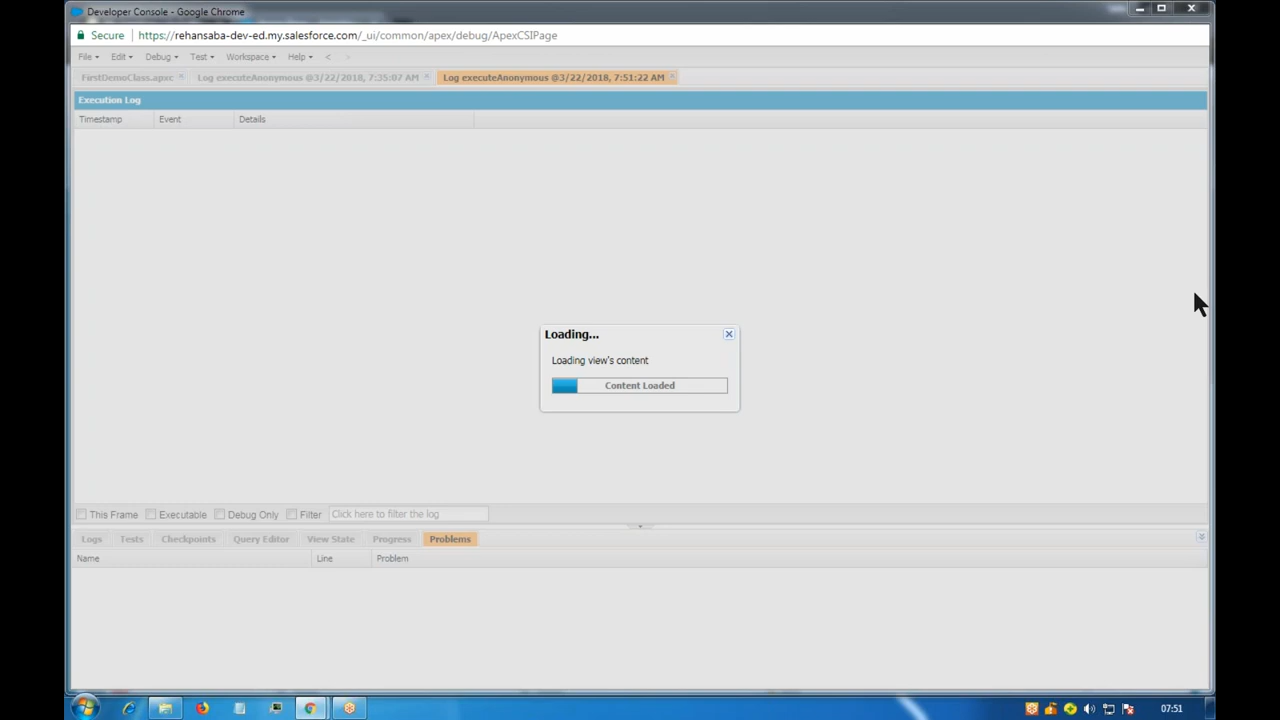 Developer Console - Google Chrome
Secure https://rehansaba-dev-ed.my.salesforce.com/_ui/common/apex/debug/ApexCSIPage
File Edit Debug Test Workspace Help < >
FirstDemoClass.apxc Log executeAnonymous @3/22/2018, 7:35:07 AM Log executeAnonymous @3/22/2018, 7:51:22 AM
Execution Log
Timestamp Event Details
Loading...
Loading view's content
Content Loaded
This Frame Executable Debug Only Filter Click here to filter the log
Logs Tests Checkpoints Query Editor View State Progress Problems
Name Line Problem
07:51